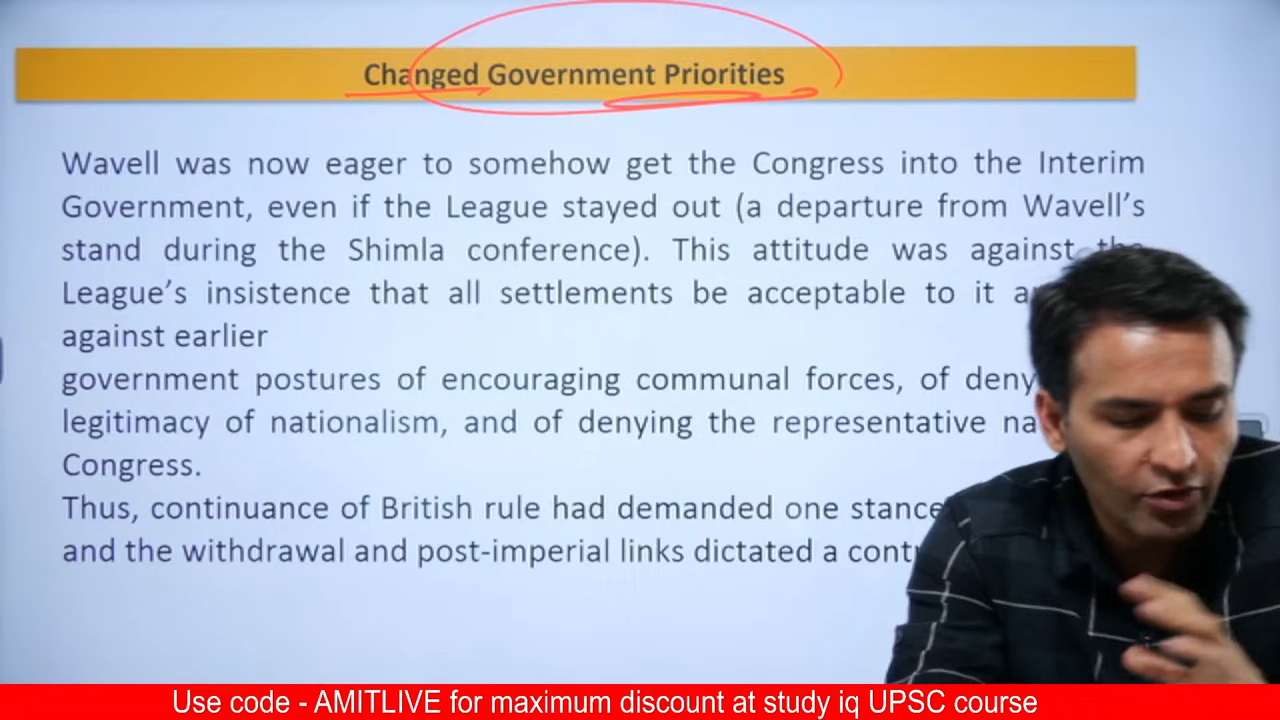 Changed Government Priorities
Wavell was now eager to somehow get the Congress into the Interim
Government, even if the League stayed out (a departure from Wavell’s
stand during the Shimla conference). This attitude was against the
League’s insistence that all settlements be acceptable to it
against earlier
government postures of encouraging communal forces, of
legitimacy of nationalism, and of denying the representative
Congress.
Thus, continuance of British rule had demanded one stance
and the withdrawal and post-imperial links dictated a
Use code - AMITLIVE for maximum discount at study iq UPSC course